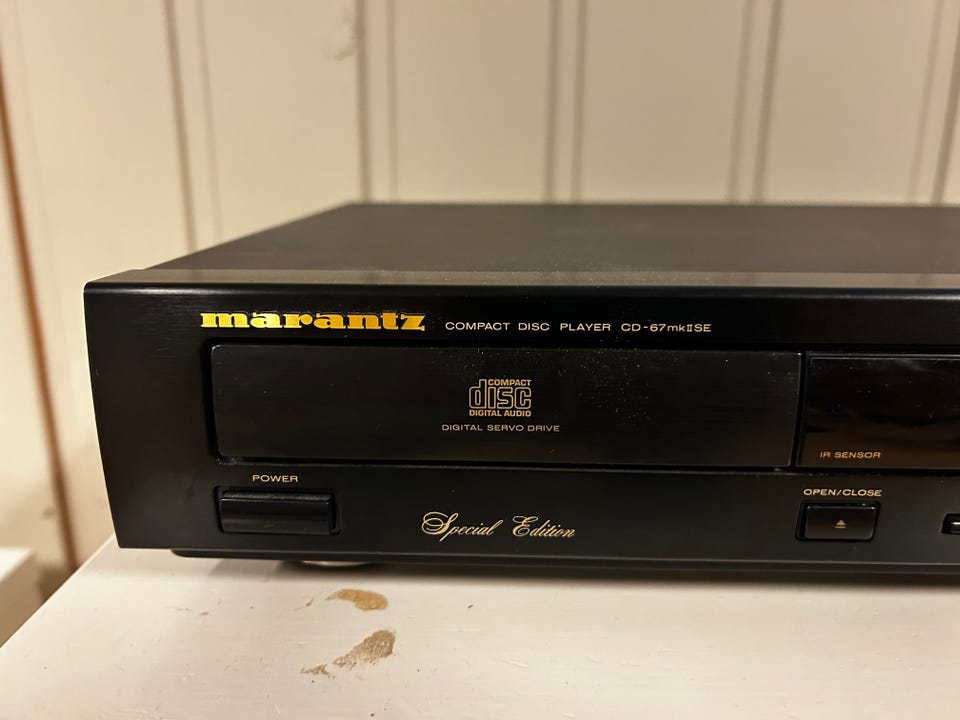 marantz COMPACT DISC PLAYER CD-67mkIISE
COMPACT
disc
DIGITAL AUDIO
DIGITAL SERVO DRIVE
IR SENSOR
POWER
OPEN/CLOSE
Special Edition